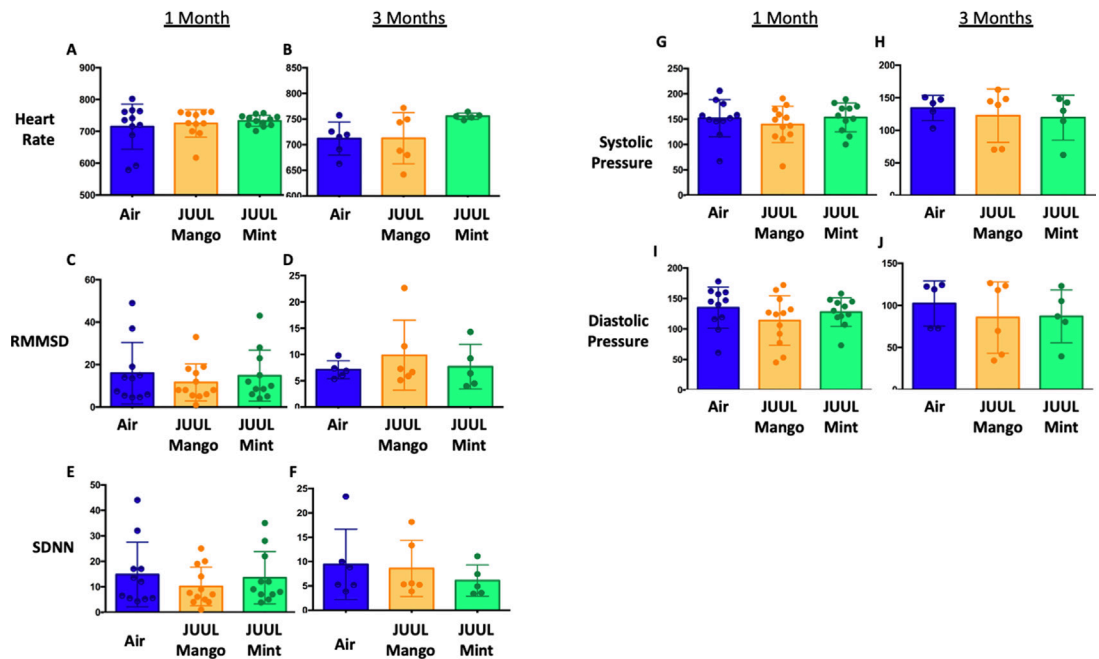 1 Month
3 Months
A
B
Heart
Rate
900
800
700
600
500
850
800
750
700
650
600
Air
JUUL
Mango
JUUL
Mint
Air
JUUL
Mango
JUUL
Mint
C
D
RMMSD
60
40
20
0
25
20
15
10
5
0
Air
JUUL
Mango
JUUL
Mint
Air
JUUL
Mango
JUUL
Mint
E
F
SDNN
50
40
30
20
10
0
25
20
15
10
5
0
Air
JUUL
Mango
JUUL
Mint
Air
JUUL
Mango
JUUL
Mint
1 Month
3 Months
G
H
Systolic
Pressure
250
200
150
100
50
0
200
150
100
50
0
Air
JUUL
Mango
JUUL
Mint
Air
JUUL
Mango
JUUL
Mint
I
J
Diastolic
Pressure
200
150
100
50
0
150
100
50
0
Air
JUUL
Mango
JUUL
Mint
Air
JUUL
Mango
JUUL
Mint